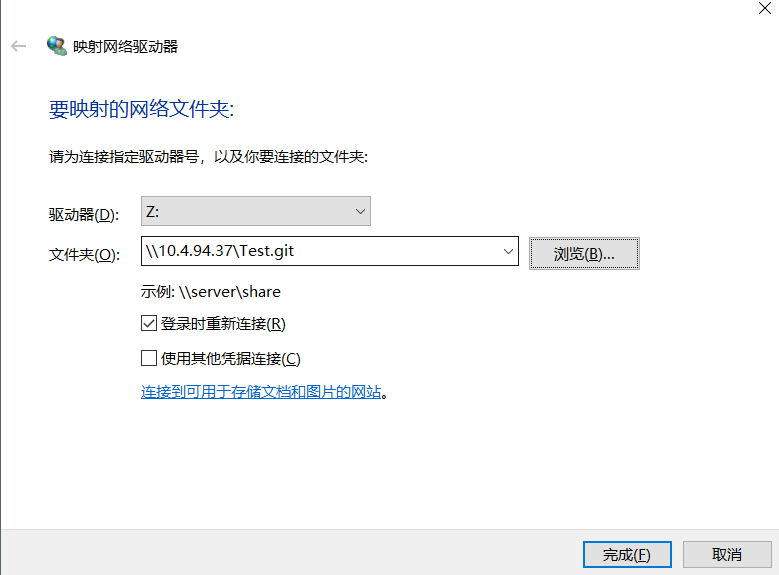 映射网络驱动器
要映射的网络文件夹:
请为连接指定驱动器号，以及你要连接的文件夹:
驱动器(D): Z:
文件夹(O): \\10.4.94.37\Test.git 浏览(B)...
示例: \\server\share
登录时重新连接(R)
使用其他凭据连接(C)
连接到可用于存储文档和图片的网站。
完成(F) 取消